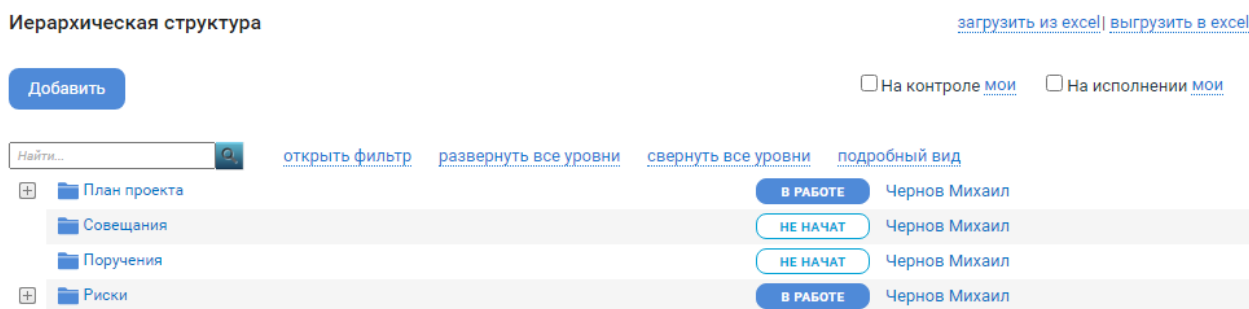 Иерархическая структура загрузить из excel| выгрузить в excel
Добавить На контроле мои На исполнении мои
Найти... открыть фильтр развернуть все уровни свернуть все уровни подробный вид
План проекта В РАБОТЕ Чернов Михаил
Совещания НЕ НАЧАТ Чернов Михаил
Поручения НЕ НАЧАТ Чернов Михаил
Риски В РАБОТЕ Чернов Михаил